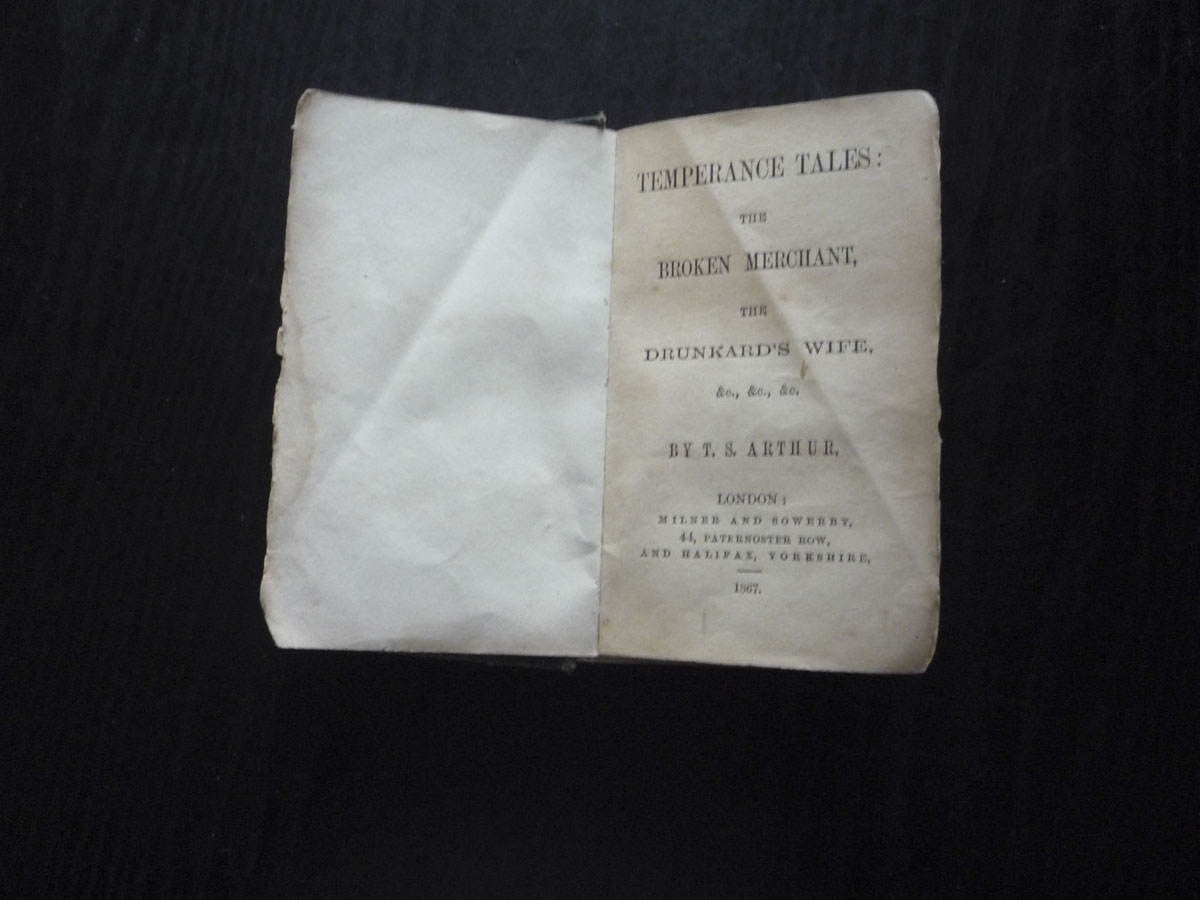 TEMPERANCE TALES:
THE
BROKEN MERCHANT,
THE
DRUNKARD'S WIFE,
&c., &c., &c.
BY T. S. ARTHUR.
LONDON:
MILNER AND SOWERBY,
44, PATERNOSTER ROW,
AND HALIFAX, YORKSHIRE,
1867.